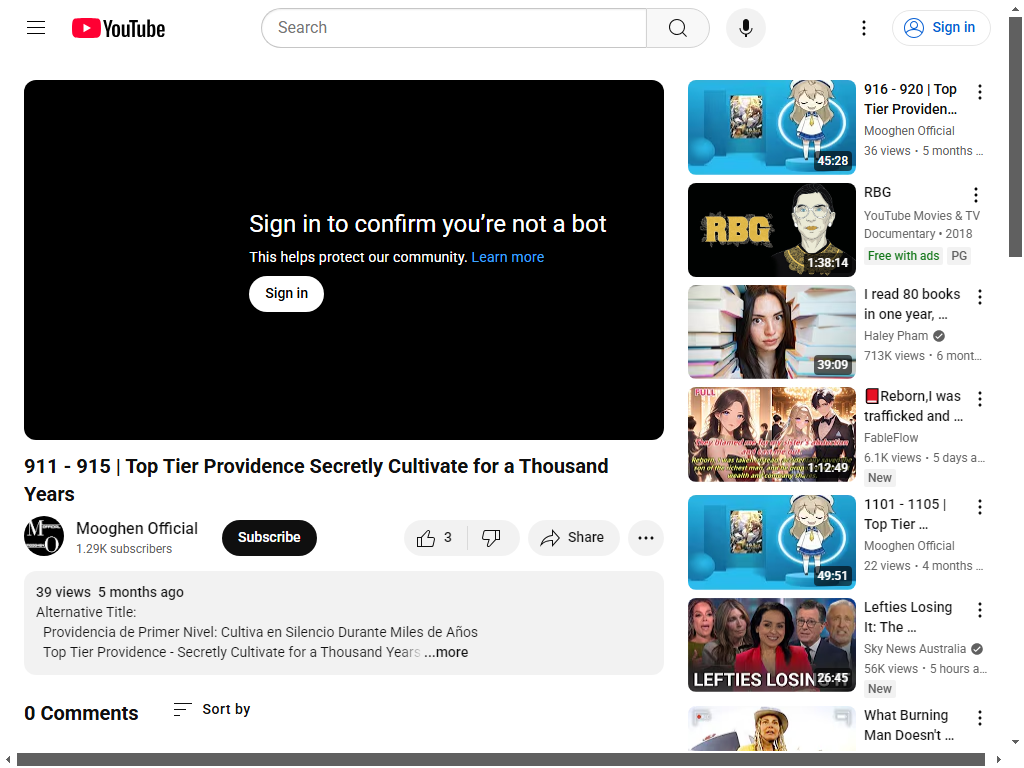 YouTube
Search
Sign in
Sign in to confirm you're not a bot
This helps protect our community. Learn more
Sign in
911 - 915 | Top Tier Providence Secretly Cultivate for a Thousand
Years
Mooghen Official
1.29K subscribers
Subscribe
3
Share
39 views 5 months ago
Alternative Title:
Providencia de Primer Nivel: Cultiva en Silencio Durante Miles de Años
Top Tier Providence - Secretly Cultivate for a Thousand Years ...more
0 Comments
Sort by
45:28
916 - 920 | Top
Tier Providen...
Mooghen Official
36 views • 5 months ...
RBG
1:38:14
RBG
YouTube Movies & TV
Documentary • 2018
Free with ads
PG
39:09
I read 80 books
in one year, ...
Haley Pham
713K views • 6 mont...
FULL
1:12:49
Reborn,I was
trafficked and ...
FableFlow
6.1K views • 5 days a...
New
49:51
1101 - 1105 |
Top Tier ...
Mooghen Official
22 views • 4 months ...
LEFTIES LOSING IT
26:45
Lefties Losing
It: The ...
Sky News Australia
56K views • 5 hours a...
New
What Burning
Man Doesn't ...